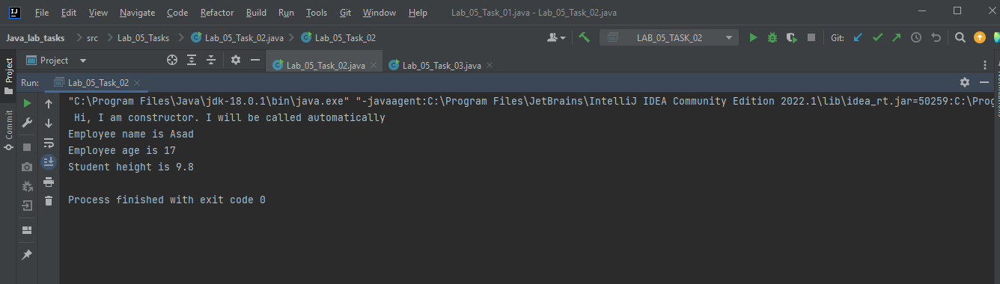 IJ File Edit View Navigate Code Refactor Build Run Tools Git Window Help Lab_05_Task_01.java - Lab_05_Task_02.java
Java_lab_tasks src Lab_05_Tasks Lab_05_Task_02.java Lab_05_Task_02 LAB_05_TASK_02 Git:
Project Project Lab_05_Task_02.java Lab_05_Task_03.java
Run: Lab_05_Task_02
"C:\Program Files\Java\jdk-18.0.1\bin\java.exe" "-javaagent:C:\Program Files\JetBrains\IntelliJ IDEA Community Edition 2022.1\lib\idea_rt.jar=50259:C:\Prog
Hi, I am constructor. I will be called automatically
Commit
Employee name is Asad
Employee age is 17
Student height is 9.8
Process finished with exit code 0